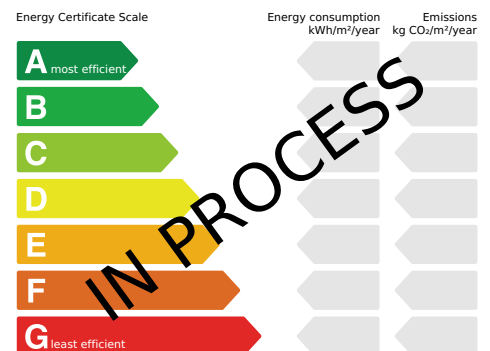 Energy Certificate Scale
Energy consumption
kWh/m²/year
Emissions
kg CO₂/m²/year
A most efficient
B
C
D
E
F
G least efficient
IN PROCESS